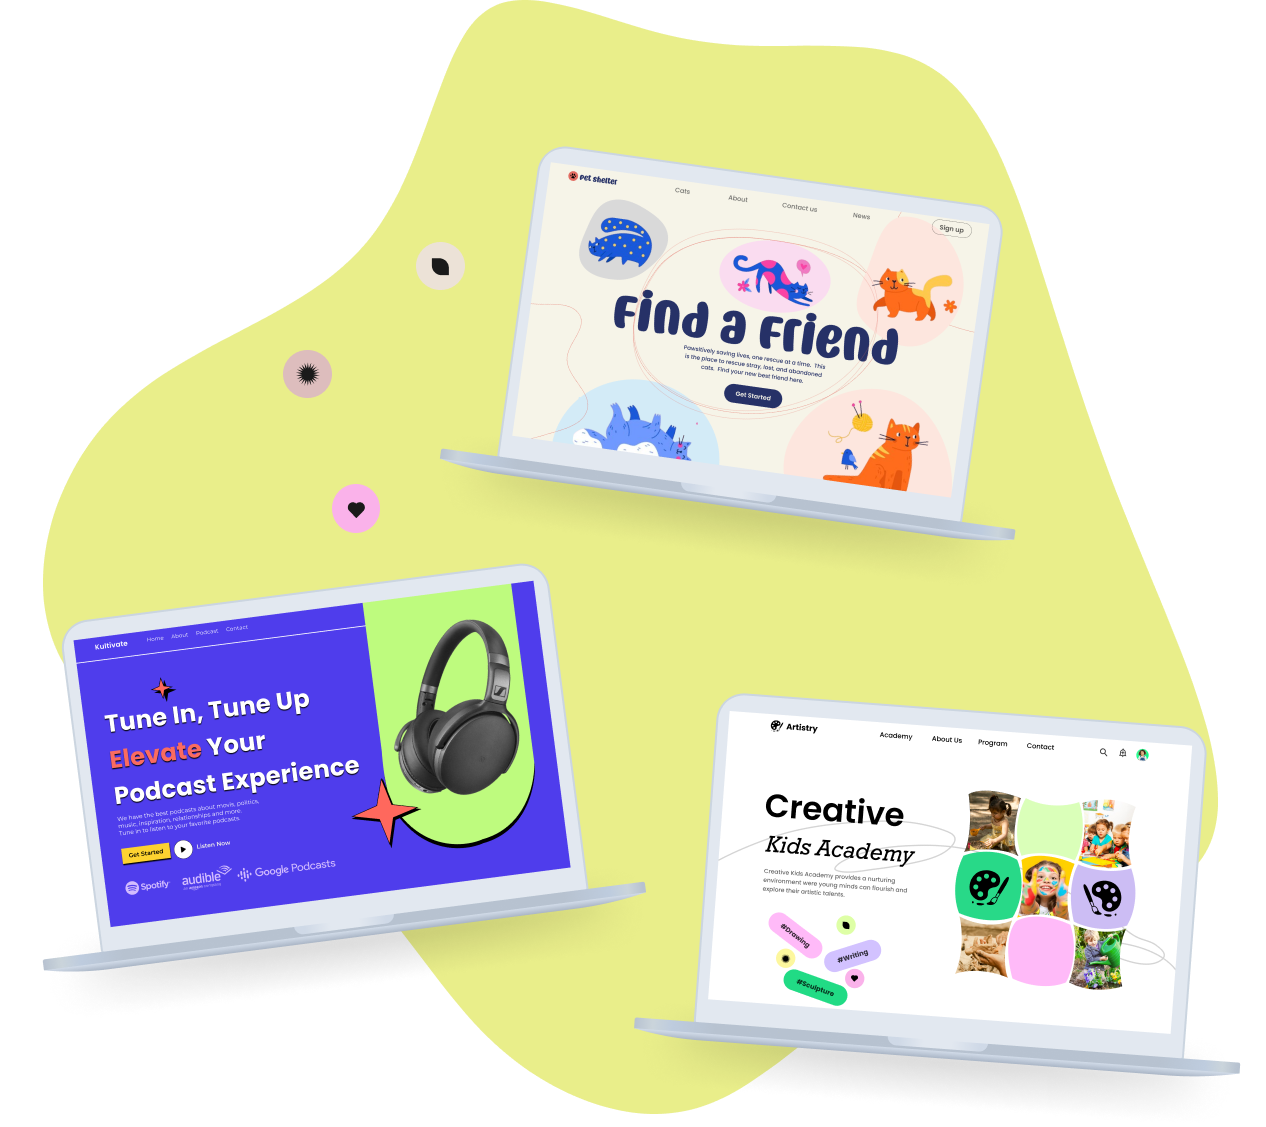 pet shelter
Cats
About
Contact us
News
Sign up
Find a Friend
Pawsitively saving lives, one rescue at a time. This
is the place to rescue stray, lost, and abandoned
cats. Find your new best friend here.
Get Started
Kultivate
Home
About
Podcast
Contact
Tune In, Tune Up
Elevate Your
Podcast Experience
We have the best podcasts about movis, politics,
music, inspiration, relationships and more.
Tune in to listen to your favorite podcasts
Get Started
Listen Now
Spotify
audible
an amazon company
Google Podcasts
Artistry
Academy
About Us
Program
Contact
Creative
Kids Academy
Creative Kids Academy provides a nurturing
environment were young minds can flourish and
explore their artistic talents.
#Drawing
#Writing
#Sculpture